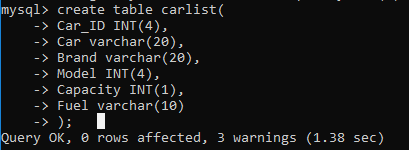 mysql> create table carlist(
-> Car_ID INT(4),
-> Car varchar(20),
-> Brand varchar(20),
-> Model INT(4),
-> Capacity INT(1),
-> Fuel varchar(10)
-> );
Query OK, 0 rows affected, 3 warnings (1.38 sec)